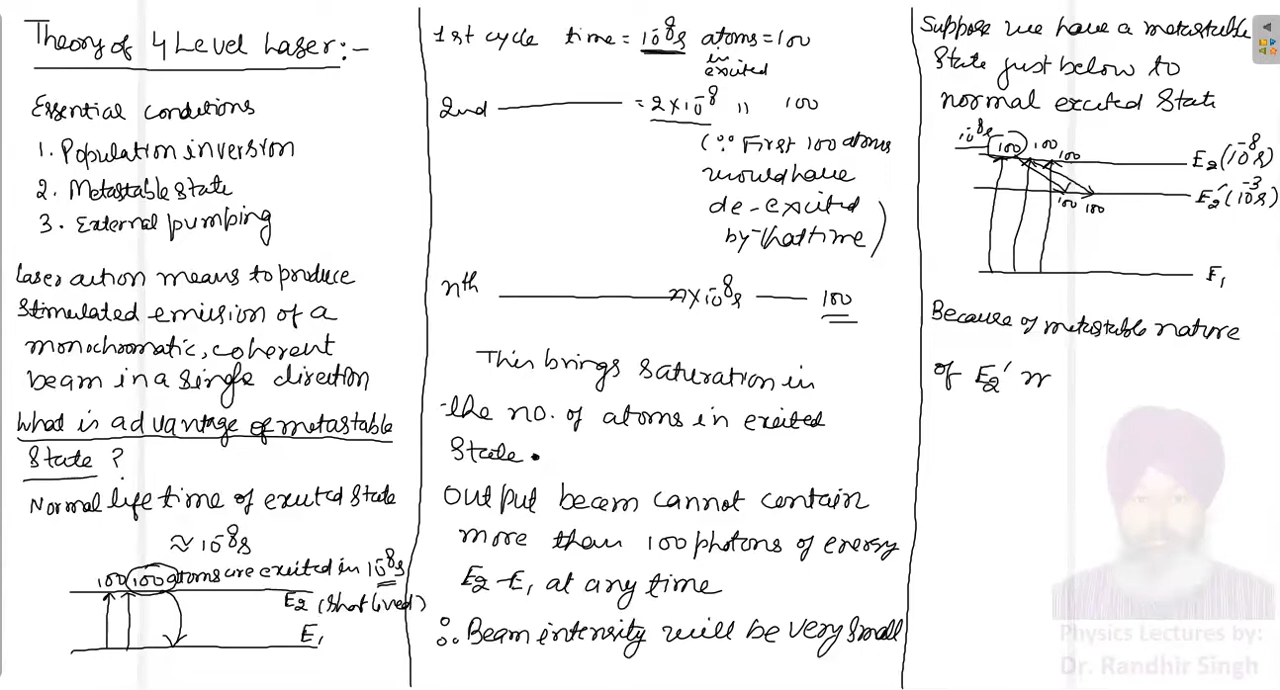 Theory of 4 Level Laser:-
Essential conditions
1. Population inversion
2. Metastable state
3. External pumping
Laser action means to produce
stimulated emission of a
monochromatic, coherent
beam in a single direction
What is advantage of metastable
State ?
Normal life time of excited state
≈ 10⁻⁸s
100 100 atoms are excited in 10⁻⁸s
E₂ (Short lived)
E₁
1st cycle time = 10⁻⁸s atoms = 100
in
excited
2nd ——— = 2×10⁻⁸ " 100
(∵ First 100 atoms
would have
de-excited
by that time)
nth ——— n×10⁻⁸s —— 100
This brings saturation in
the no. of atoms in excited
State.
Output beam cannot contain
more than 100 photons of energy
E₂-E₁ at any time
∴ Beam intensity will be very small
Suppose we have a metastable
State just below to
normal excited State
10⁻⁸s 100 100 100 E₂ (10⁻⁸s)
100 100 E₂′ (10⁻³s)
E₁
Because of metastable nature
of E₂′
Physics Lectures by:
Dr. Randhir Singh